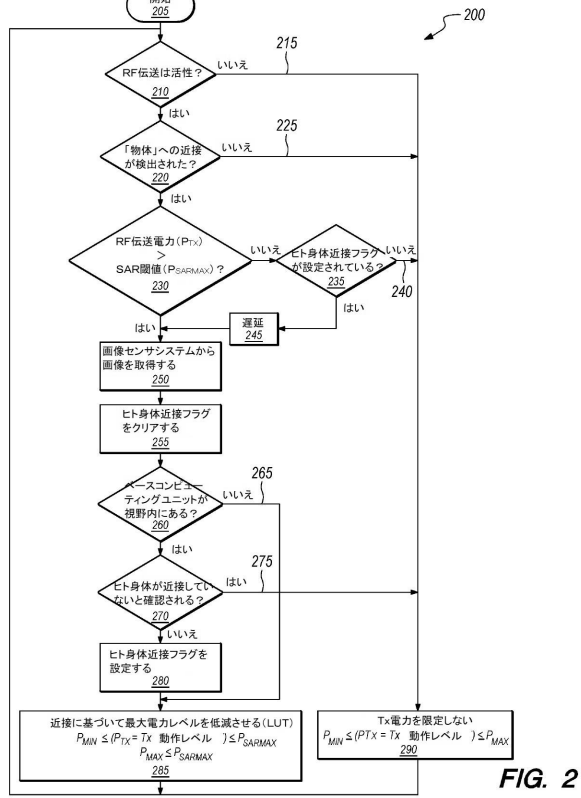 開始
205
200
RF伝送は活性?
210
いいえ
215
はい
「物体」への近接
が検出された?
220
いいえ
225
はい
RF伝送電力(PTX)
>
SAR閾値(PSARMAX)?
230
いいえ
ヒト身体近接フラグ
が設定されている?
235
いいえ
240
はい
はい
遅延
245
画像センサシステムから
画像を取得する
250
ヒト身体近接フラグ
をクリアする
255
ベースコンピュー
ティングユニットが
視野内にある?
260
いいえ
265
はい
ヒト身体が近接してい
ないと確認される?
270
はい
275
いいえ
ヒト身体近接フラグを
設定する
280
近接に基づいて最大電力レベルを低減させる(LUT)
PMIN ≤(PTX = Tx 動作レベル )≤PSARMAX
PMAX ≤PSARMAX
285
Tx電力を限定しない
PMIN ≤(PTx = Tx 動作レベル )≤PMAX
290
FIG. 2